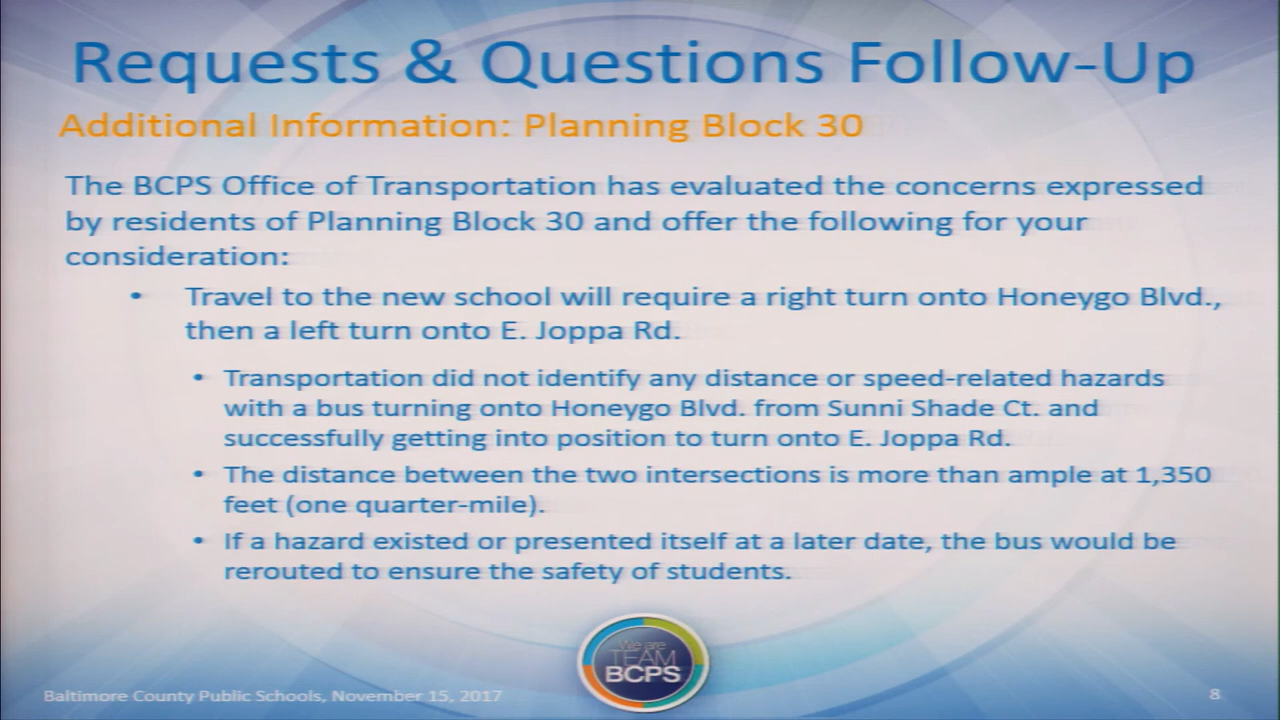 Requests & Questions Follow-Up
Additional Information: Planning Block 30
The BCPS Office of Transportation has evaluated the concerns expressed
by residents of Planning Block 30 and offer the following for your
consideration:
• Travel to the new school will require a right turn onto Honeygo Blvd.,
then a left turn onto E. Joppa Rd.
• Transportation did not identify any distance or speed-related hazards
with a bus turning onto Honeygo Blvd. from Sunni Shade Ct. and
successfully getting into position to turn onto E. Joppa Rd.
• The distance between the two intersections is more than ample at 1,350
feet (one quarter-mile).
• If a hazard existed or presented itself at a later date, the bus would be
rerouted to ensure the safety of students.
We are
TEAM
BCPS
Baltimore County Public Schools, November 15, 2017
8